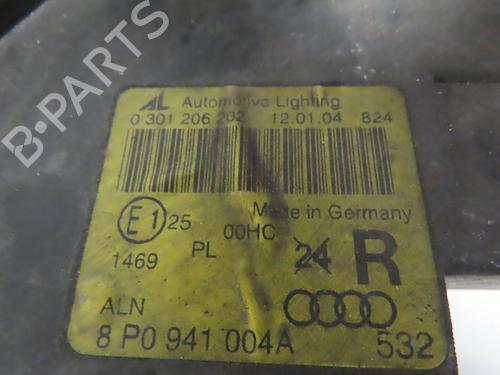 AL Automotive Lighting
0 301 206 202 12.01.04 824
Made in Germany
E1 25
00HC
PL
1469
24 R
ALN
8 P0 941 004A 532
B-PARTS